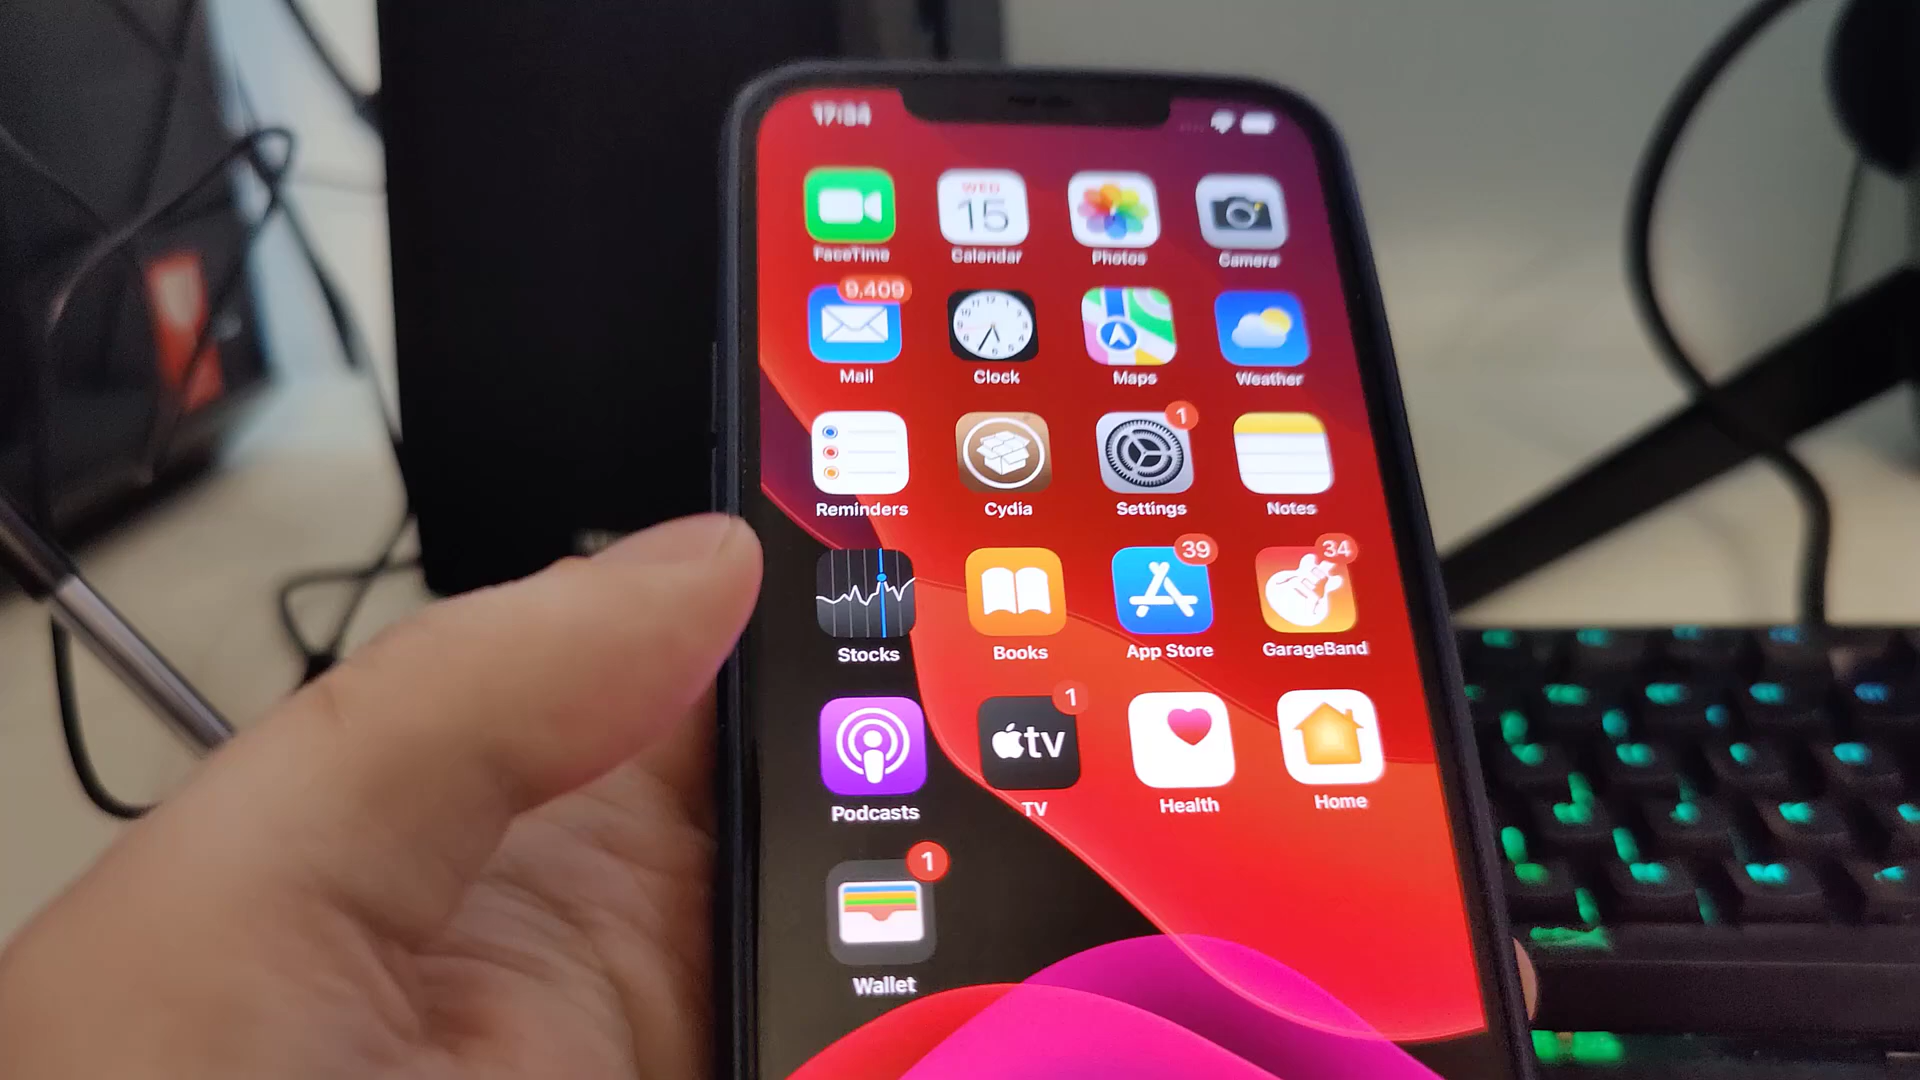 17:34
WED
15
FaceTime Calendar Photos Camera
9,409
Mail Clock Maps Weather
1
Reminders Cydia Settings Notes
39 34
Stocks Books App Store GarageBand
1
tv
Podcasts TV Health Home
1
Wallet